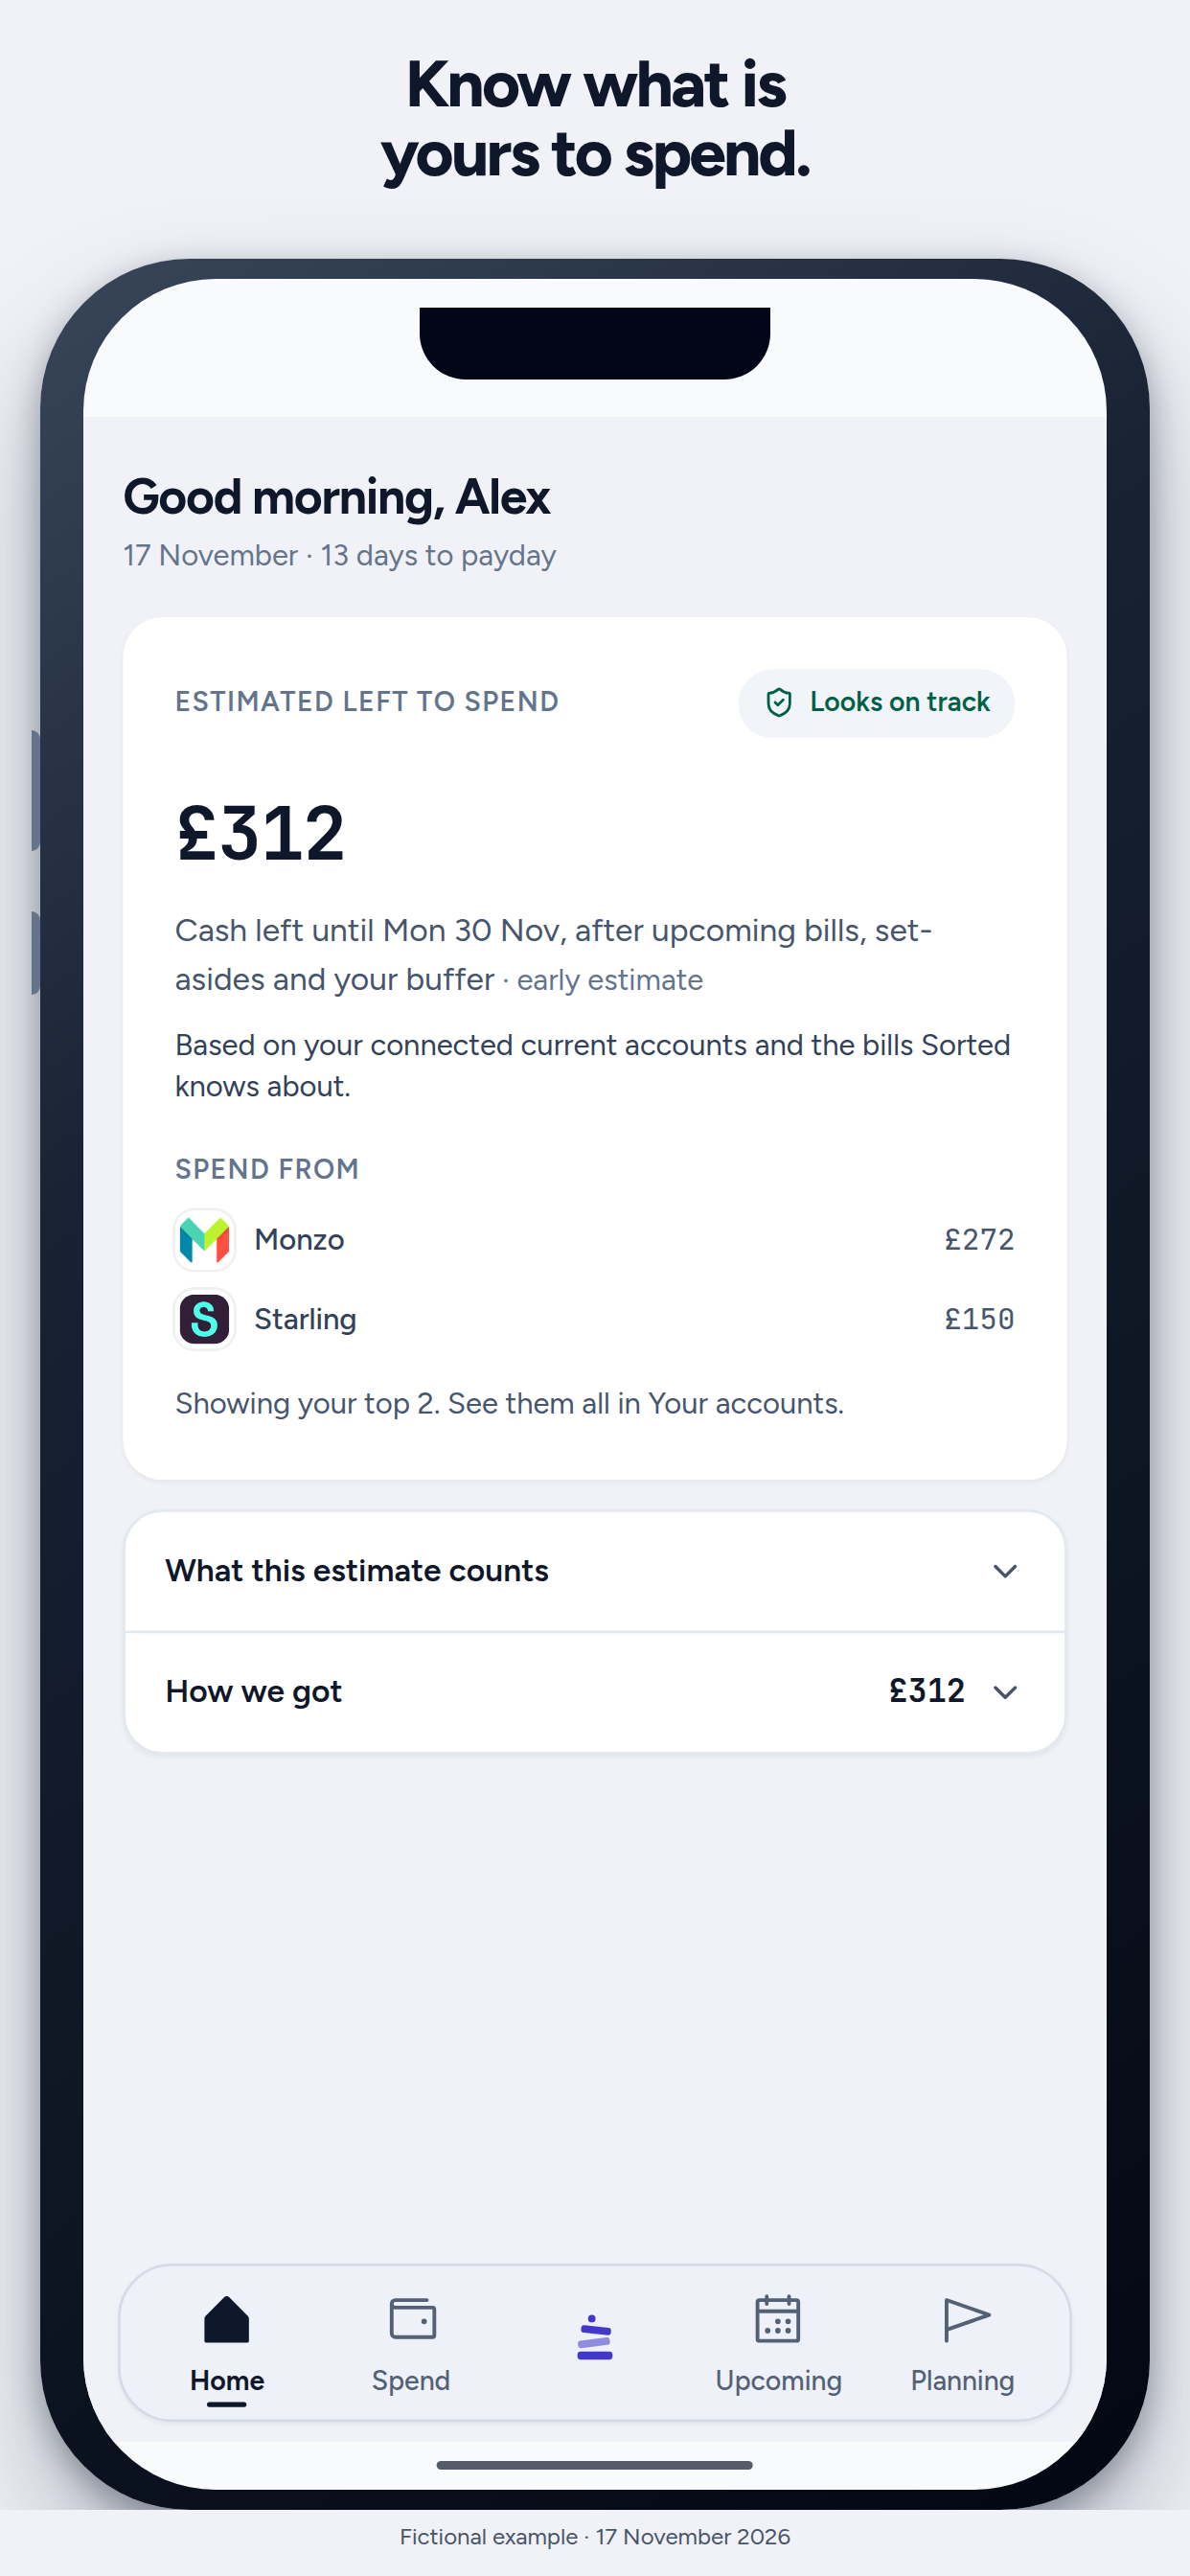 Know what is
yours to spend.
Good morning, Alex
17 November · 13 days to payday
ESTIMATED LEFT TO SPEND
Looks on track
£312
Cash left until Mon 30 Nov, after upcoming bills, set-
asides and your buffer · early estimate
Based on your connected current accounts and the bills Sorted
knows about.
SPEND FROM
Monzo £272
Starling £150
Showing your top 2. See them all in Your accounts.
What this estimate counts
How we got £312
Home Spend Upcoming Planning
Fictional example · 17 November 2026